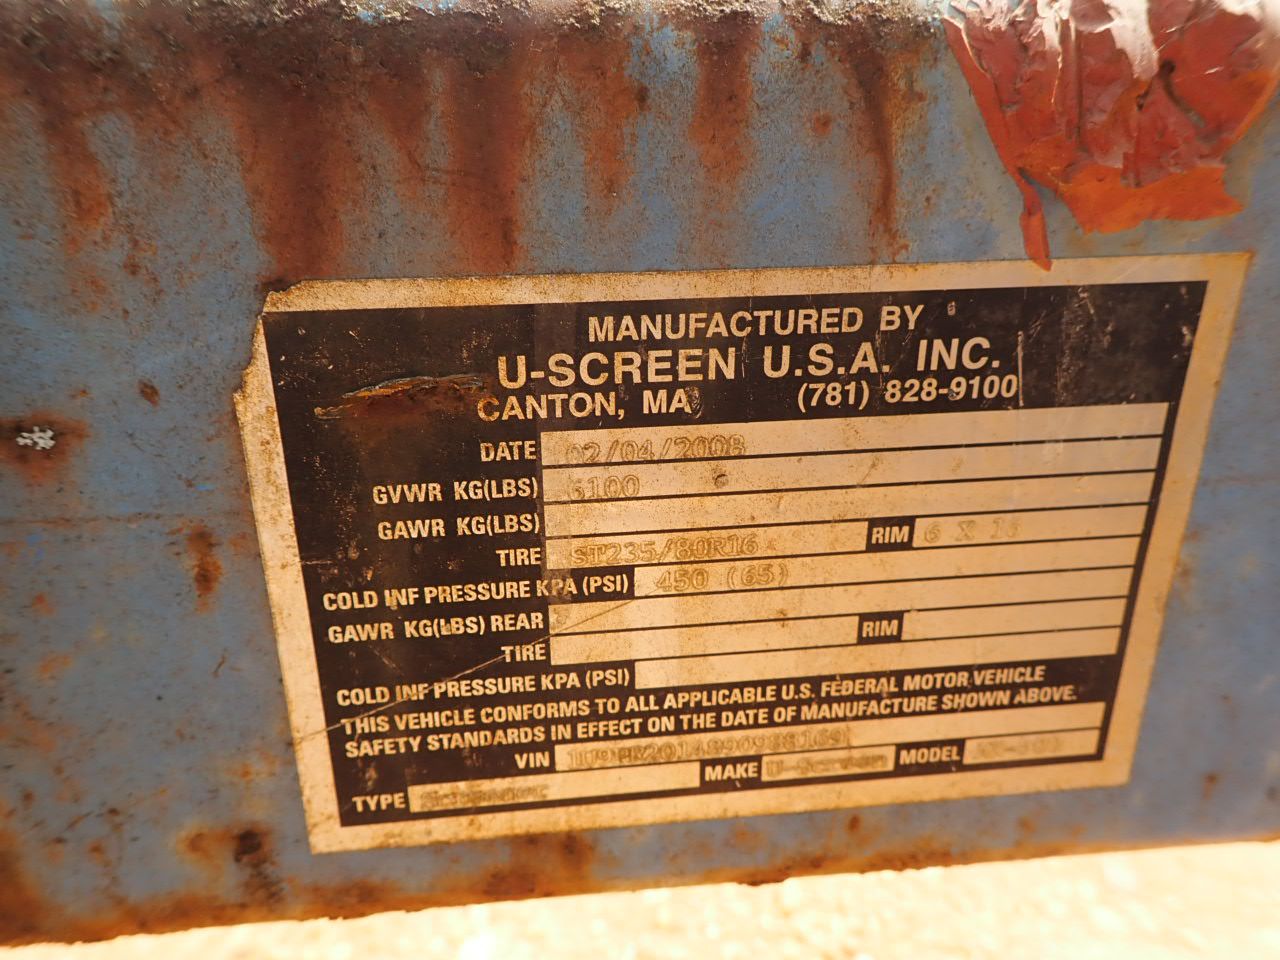 MANUFACTURED BY
U-SCREEN U.S.A. INC.
CANTON, MA (781) 828-9100
DATE 02/04/2008
GVWR KG(LBS) 6100
GAWR KG(LBS)
TIRE ST235/80R16 RIM 6 X 16
COLD INF PRESSURE KPA (PSI) 450 (65)
GAWR KG(LBS) REAR
TIRE RIM
COLD INF PRESSURE KPA (PSI)
THIS VEHICLE CONFORMS TO ALL APPLICABLE U.S. FEDERAL MOTOR VEHICLE
SAFETY STANDARDS IN EFFECT ON THE DATE OF MANUFACTURE SHOWN ABOVE.
VIN
TYPE MAKE U-Screen MODEL